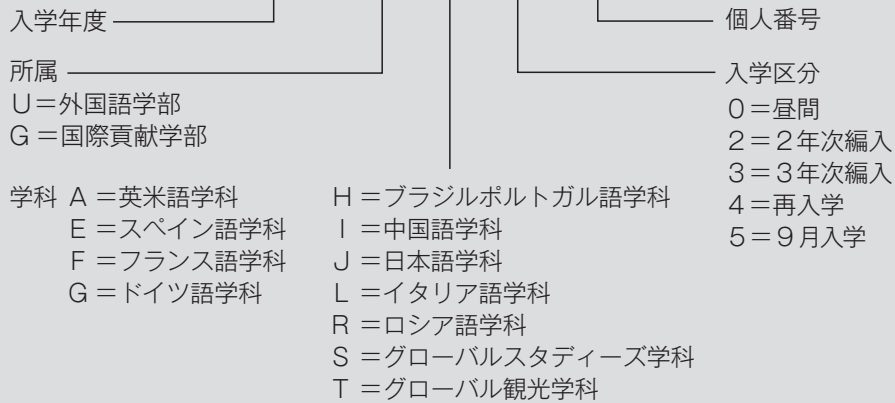 入学年度
個人番号
所属
U=外国語学部
G=国際貢献学部
入学区分
0=昼間
2=2年次編入
3=3年次編入
4=再入学
5=9月入学
学科 A=英米語学科
E=スペイン語学科
F=フランス語学科
G=ドイツ語学科
H=ブラジルポルトガル語学科
I=中国語学科
J=日本語学科
L=イタリア語学科
R=ロシア語学科
S=グローバルスタディーズ学科
T=グローバル観光学科